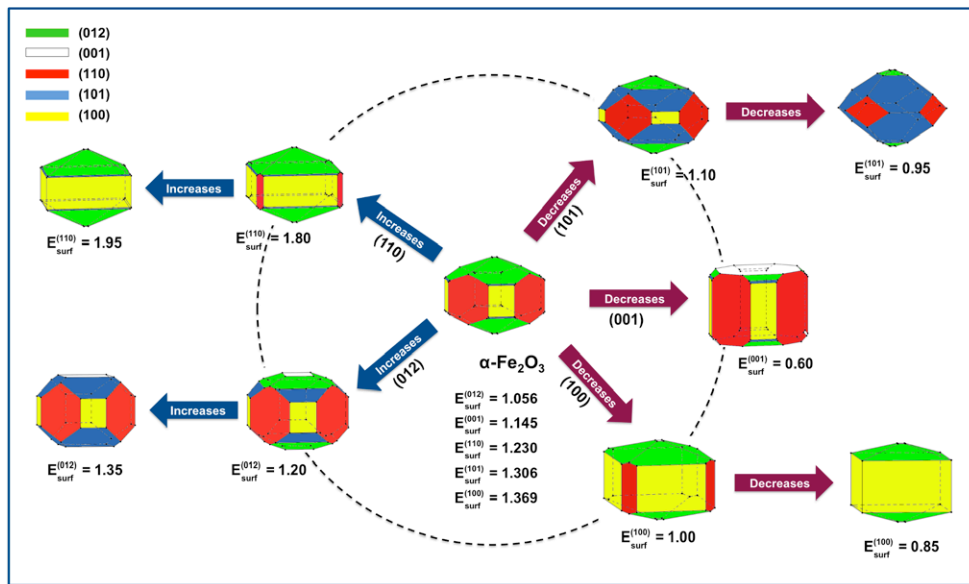 (012)
(001)
(110)
(101)
(100)
Decreases
E surf (101) = 1.10
E surf (101) = 0.95
Increases
E surf (110) = 1.95
E surf (110) = 1.80
Increases
(110)
Decreases
(101)
Decreases
(001)
E surf (001) = 0.60
α-Fe2O3
E surf (012) = 1.056
E surf (001) = 1.145
E surf (110) = 1.230
E surf (101) = 1.306
E surf (100) = 1.369
Increases
(012)
Decreases
(100)
Increases
E surf (012) = 1.35
E surf (012) = 1.20
Decreases
E surf (100) = 1.00
E surf (100) = 0.85